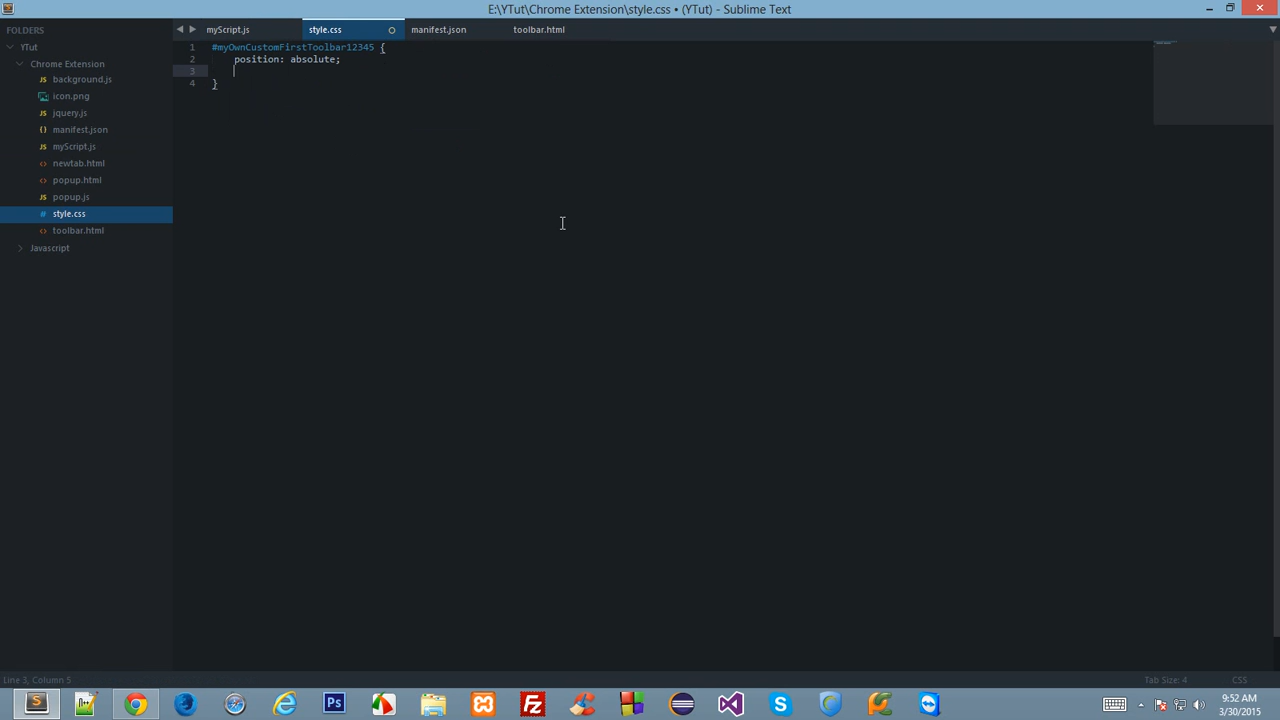 E:\YTut\Chrome Extension\style.css • (YTut) - Sublime Text
FOLDERS
YTut
Chrome Extension
background.js
icon.png
jquery.js
manifest.json
myScript.js
newtab.html
popup.html
popup.js
style.css
toolbar.html
Javascript
myScript.js
style.css
manifest.json
toolbar.html
1 #myOwnCustomFirstToolbar12345 {
2 position: absolute;
3
4 }
Line 3, Column 5
Tab Size: 4
CSS
9:52 AM
3/30/2015